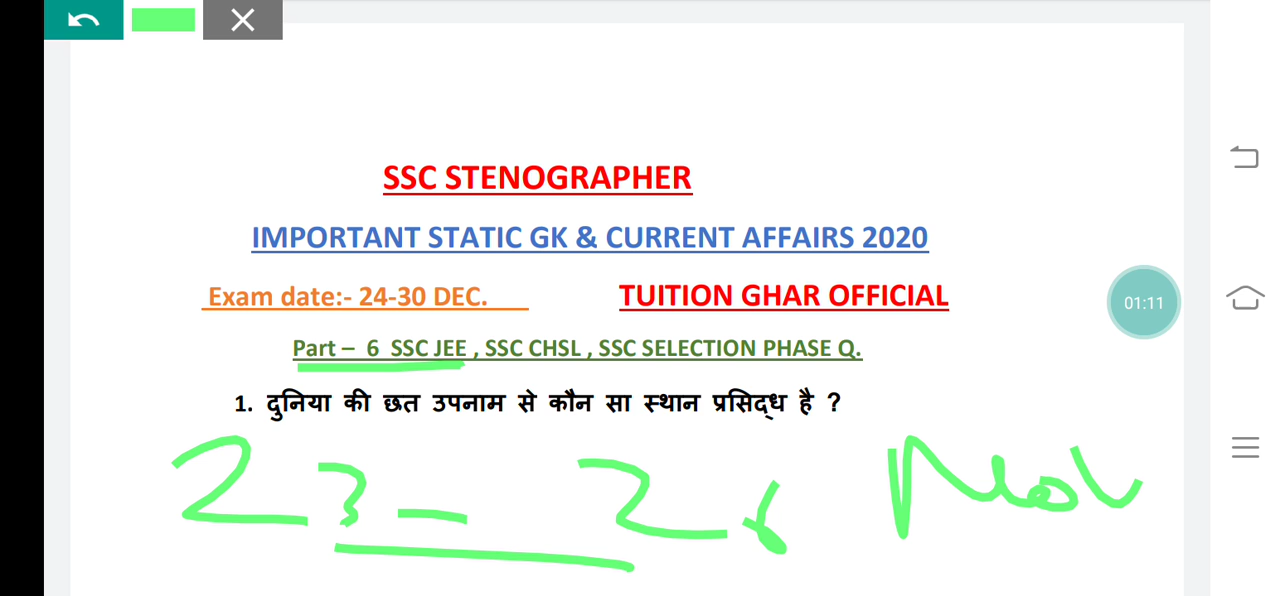 SSC STENOGRAPHER
IMPORTANT STATIC GK & CURRENT AFFAIRS 2020
Exam date:- 24-30 DEC. TUITION GHAR OFFICIAL
01:11
Part – 6 SSC JEE , SSC CHSL , SSC SELECTION PHASE Q.
1. दुनिया की छत उपनाम से कौन सा स्थान प्रसिद्ध है ?
23 – 26 Nov